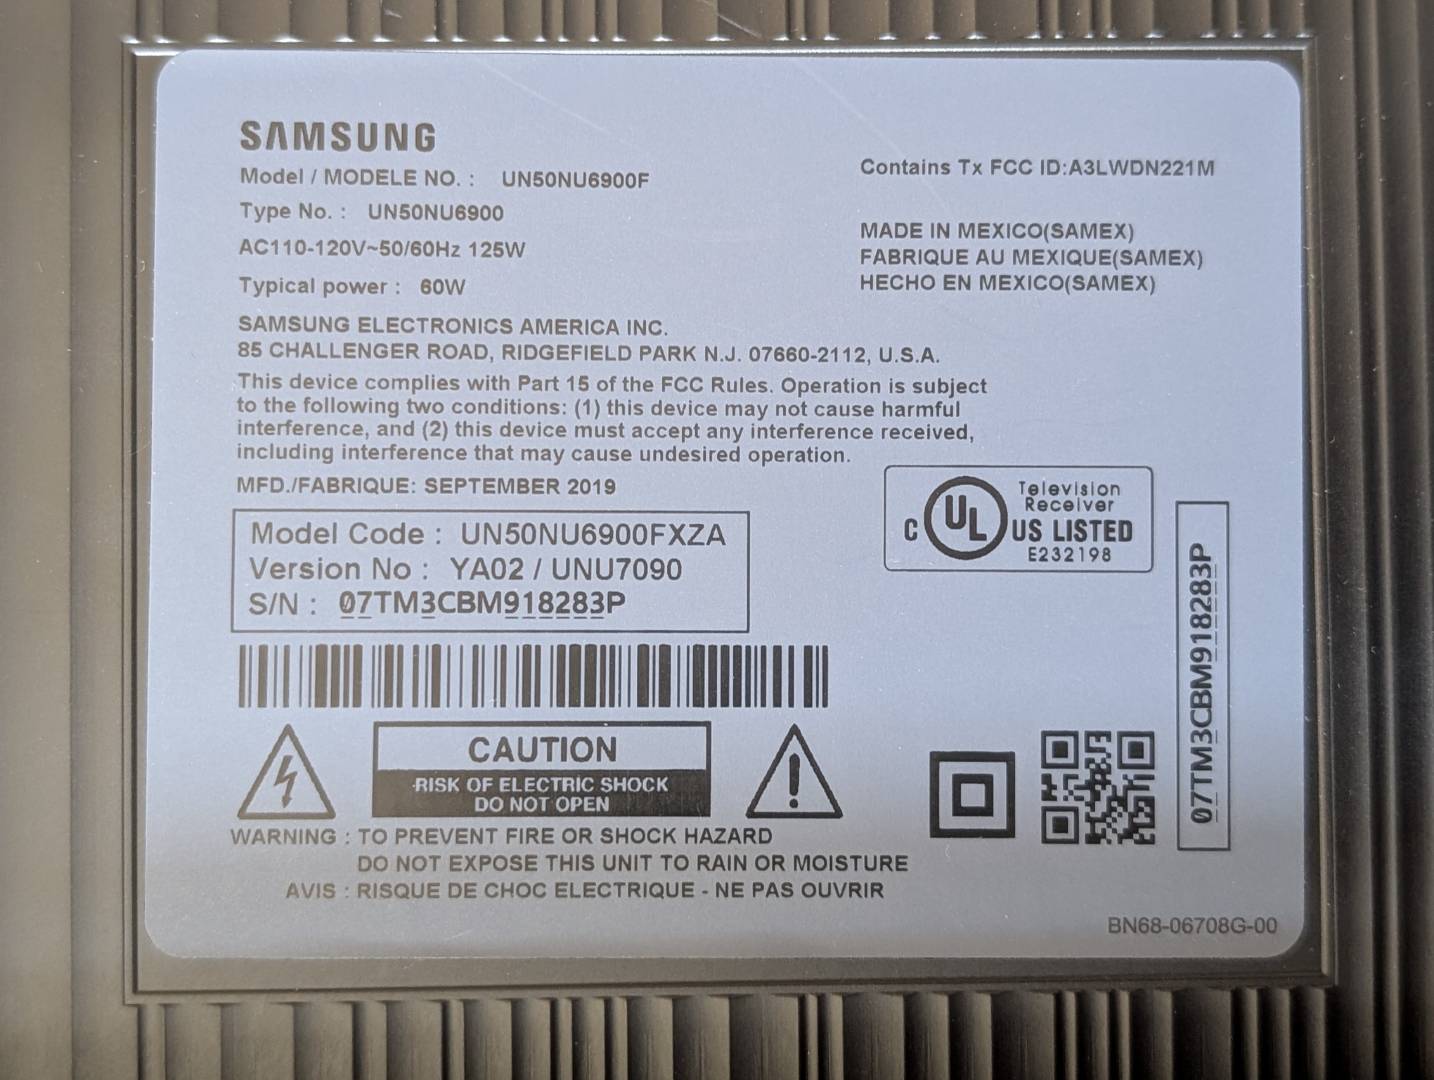 SAMSUNG
Model / MODELE NO. : UN50NU6900F
Type No. : UN50NU6900
AC110-120V~50/60Hz 125W
Typical power : 60W
Contains Tx FCC ID:A3LWDN221M
MADE IN MEXICO(SAMEX)
FABRIQUE AU MEXIQUE(SAMEX)
HECHO EN MEXICO(SAMEX)
SAMSUNG ELECTRONICS AMERICA INC.
85 CHALLENGER ROAD, RIDGEFIELD PARK N.J. 07660-2112, U.S.A.
This device complies with Part 15 of the FCC Rules. Operation is subject
to the following two conditions: (1) this device may not cause harmful
interference, and (2) this device must accept any interference received,
including interference that may cause undesired operation.
MFD./FABRIQUE: SEPTEMBER 2019
Model Code : UN50NU6900FXZA
Version No : YA02 / UNU7090
S/N : 07TM3CBM918283P
C UL US LISTED
Television
Receiver
E232198
07TM3CBM918283P
CAUTION
RISK OF ELECTRIC SHOCK
DO NOT OPEN
WARNING : TO PREVENT FIRE OR SHOCK HAZARD
DO NOT EXPOSE THIS UNIT TO RAIN OR MOISTURE
AVIS : RISQUE DE CHOC ELECTRIQUE - NE PAS OUVRIR
BN68-06708G-00